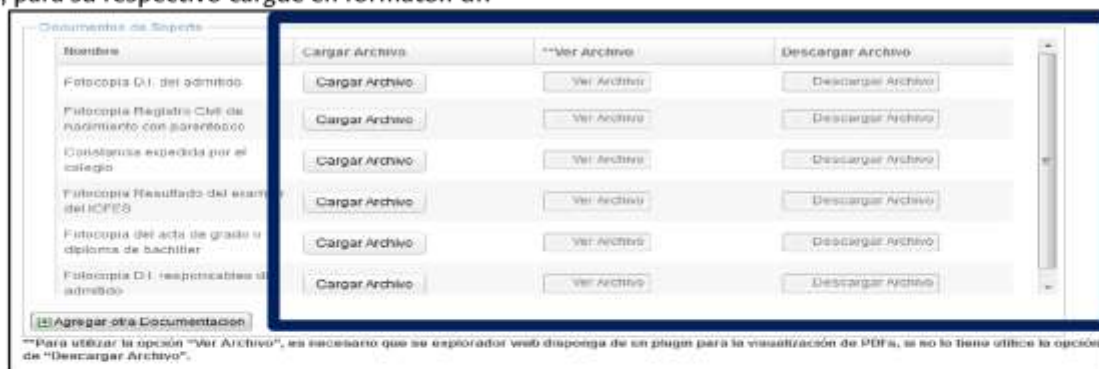 para su respectivo cargue en formato
Documentos de Soporte
Nombre Cargar Archivo **Ver Archivo Descargar Archivo
Fotocopia D.I. del admitido Cargar Archivo Ver Archivo Descargar Archivo
Fotocopia Registro Civil de
nacimiento con parentesco Cargar Archivo Ver Archivo Descargar Archivo
Constancia expedida por el
colegio Cargar Archivo Ver Archivo Descargar Archivo
Fotocopia Resultado del examen
del ICFES Cargar Archivo Ver Archivo Descargar Archivo
Fotocopia del acta de grado o
diploma de bachiller Cargar Archivo Ver Archivo Descargar Archivo
Fotocopia D.I. responsables
admitido Cargar Archivo Ver Archivo Descargar Archivo
Agregar otra Documentacion
**Para utilizar la opción "Ver Archivo", es necesario que su explorador web disponga de un plugin para la visualización de PDFs, si no lo tiene utilice la opción
de "Descargar Archivo".